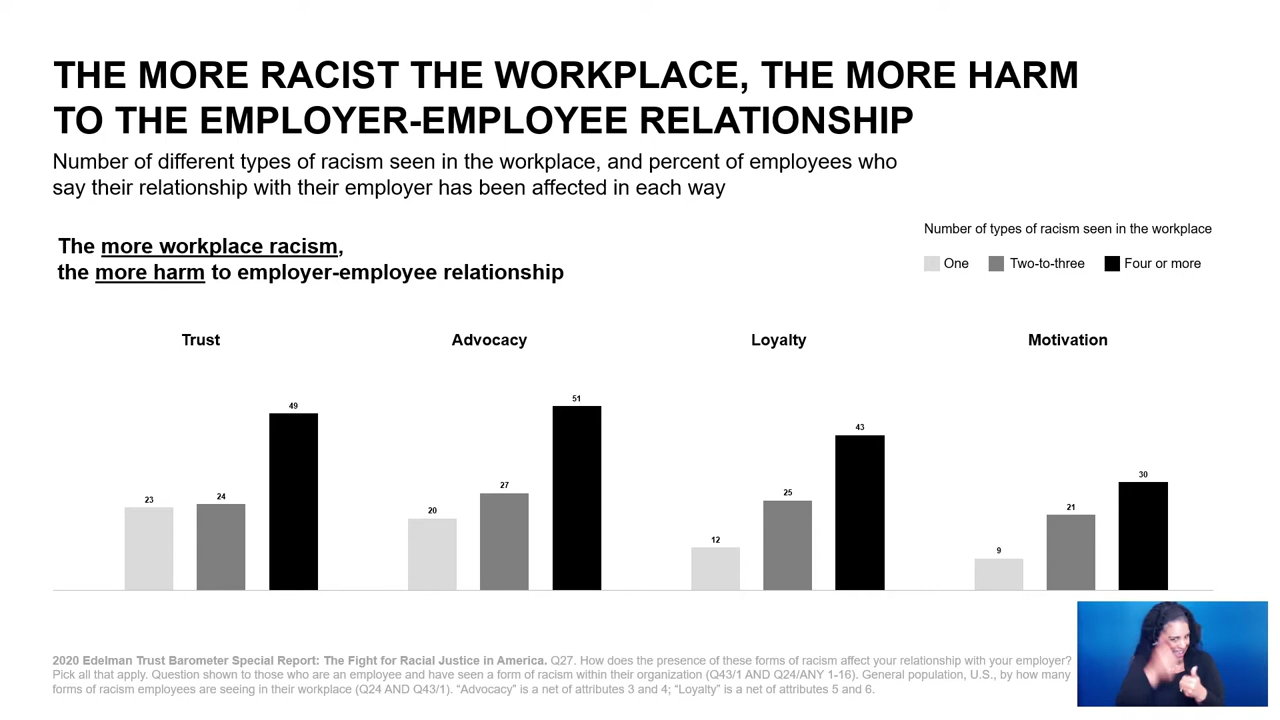 THE MORE RACIST THE WORKPLACE, THE MORE HARM
TO THE EMPLOYER-EMPLOYEE RELATIONSHIP
Number of different types of racism seen in the workplace, and percent of employees who
say their relationship with their employer has been affected in each way
The more workplace racism,
the more harm to employer-employee relationship
Number of types of racism seen in the workplace
One Two-to-three Four or more
Trust Advocacy Loyalty Motivation
23 24 49 20 27 51 12 25 43 9 21 30
2020 Edelman Trust Barometer Special Report: The Fight for Racial Justice in America. Q27. How does the presence of these forms of racism affect your relationship with your employer?
Pick all that apply. Question shown to those who are an employee and have seen a form of racism within their organization (Q43/1 AND Q24/ANY 1-16). General population, U.S., by how many
forms of racism employees are seeing in their workplace (Q24 AND Q43/1). “Advocacy” is a net of attributes 3 and 4; “Loyalty” is a net of attributes 5 and 6.